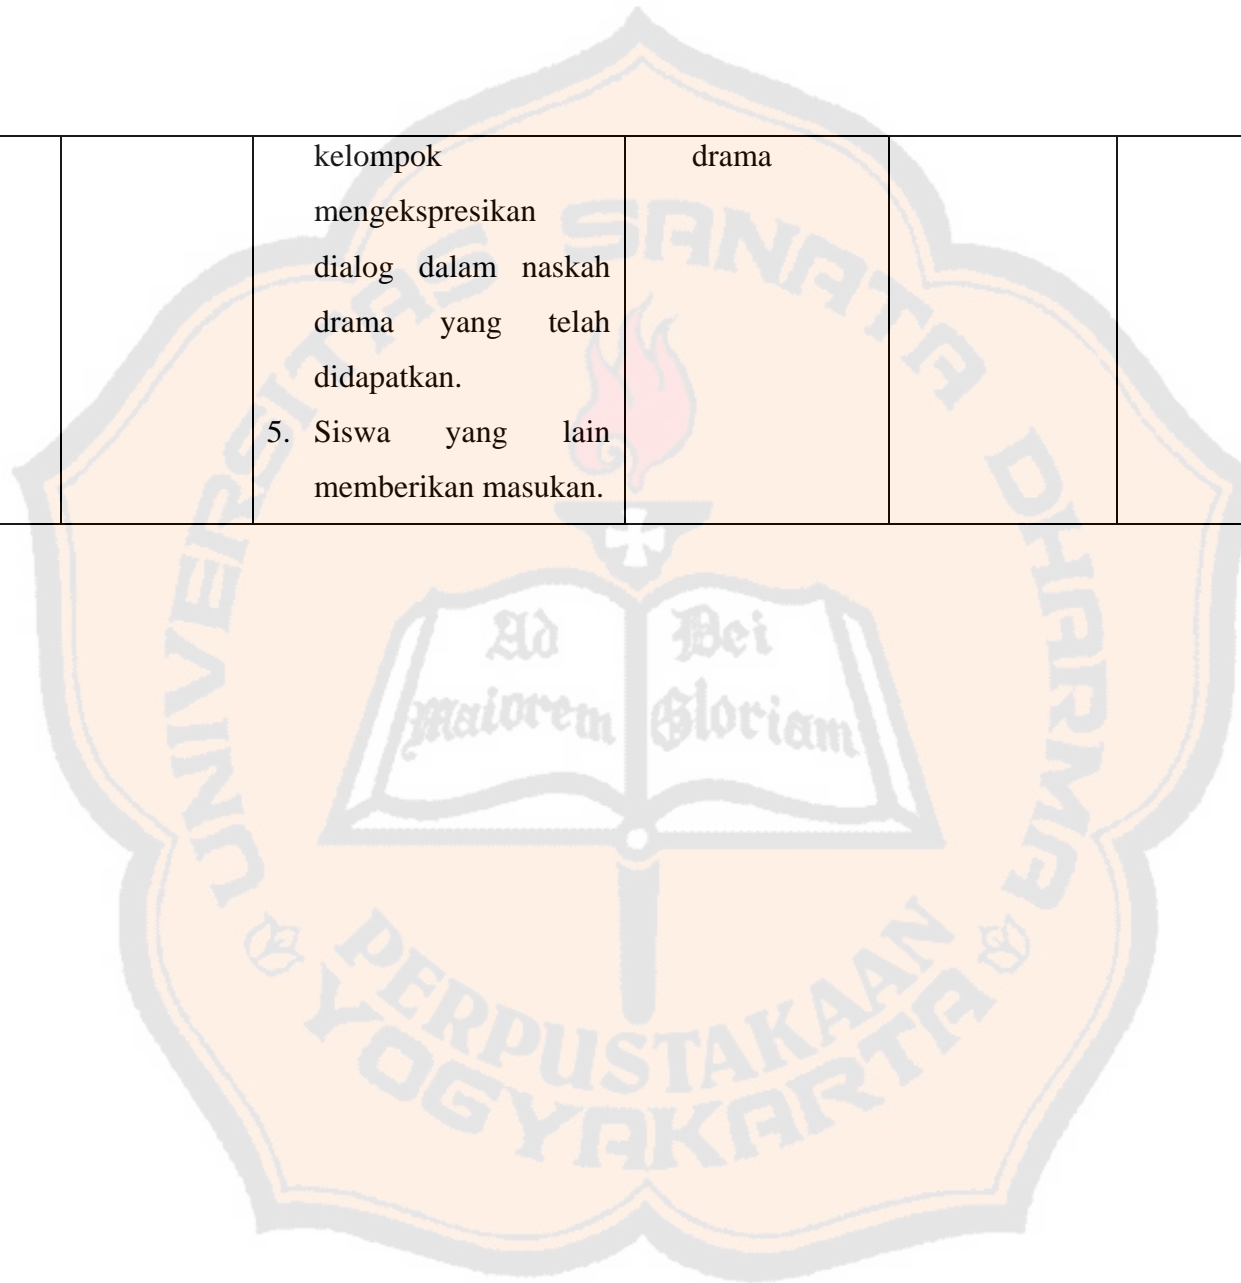 kelompok
mengekspresikan
dialog dalam naskah
drama yang telah
didapatkan.
5. Siswa yang lain
memberikan masukan.
drama
UNIVERSITAS SANATA DHARMA
Ad
maiorem
Dei
Gloriam
PERPUSTAKAAN
YOGYAKARTA